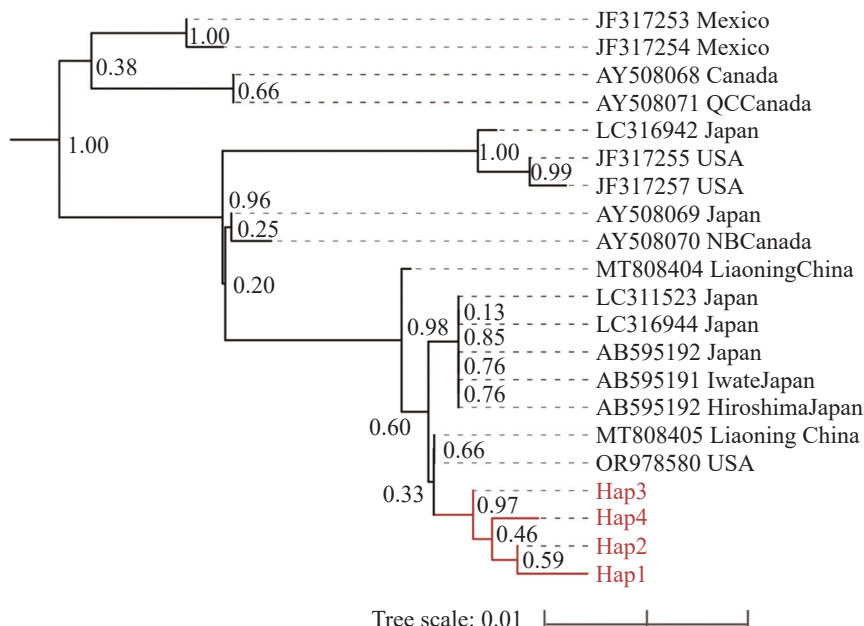 JF317253 Mexico
1.00
JF317254 Mexico
0.38
AY508068 Canada
0.66
AY508071 QCCanada
1.00
LC316942 Japan
1.00
JF317255 USA
0.99
JF317257 USA
0.96
AY508069 Japan
0.25
AY508070 NBCanada
0.20
MT808404 LiaoningChina
LC311523 Japan
0.13
0.98
LC316944 Japan
0.85
AB595192 Japan
0.76
AB595191 IwateJapan
0.76
AB595192 HiroshimaJapan
0.60
MT808405 Liaoning China
0.66
OR978580 USA
0.33
Hap3
0.97
Hap4
0.46
Hap2
0.59
Hap1
Tree scale: 0.01